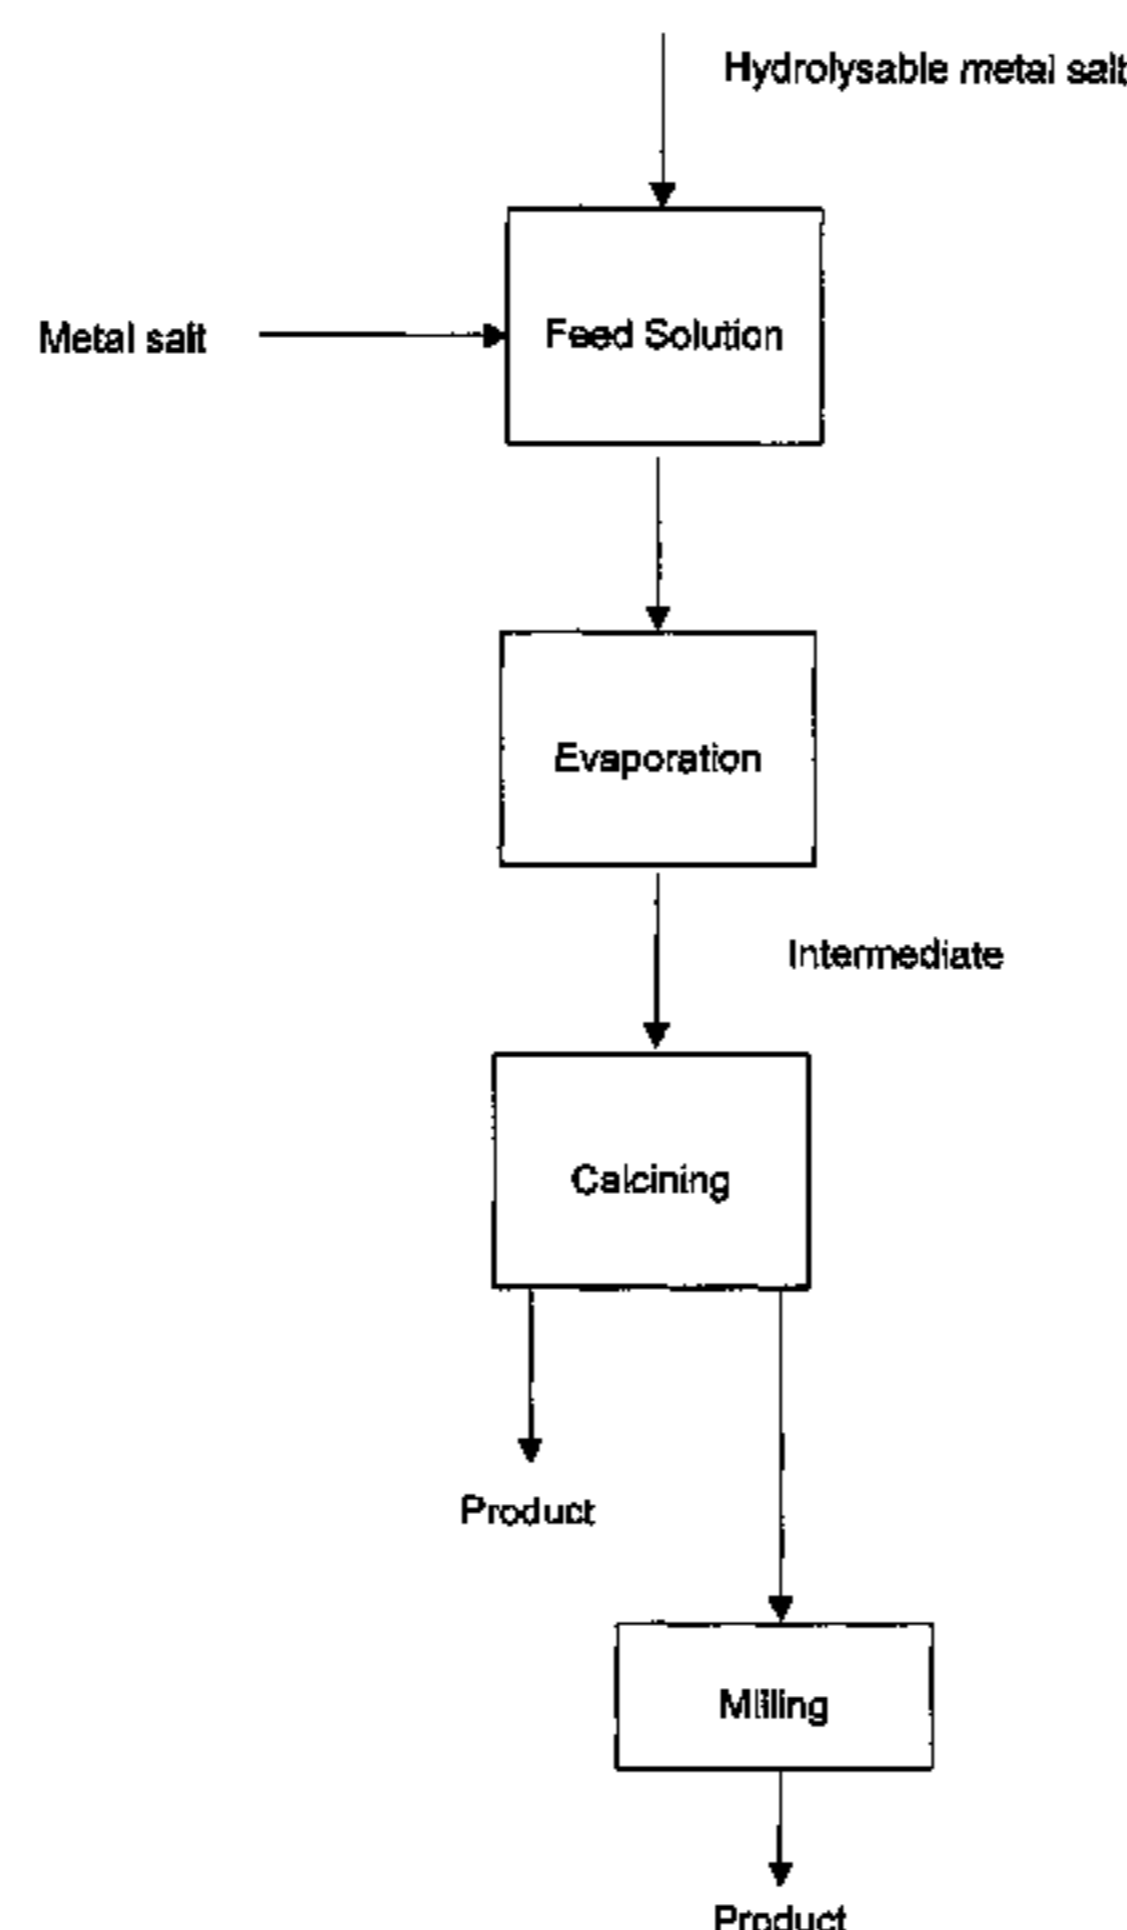 Hydrolysable metal salt
Metal salt
Feed Solution
Evaporation
Intermediate
Calcining
Product
Milling
Product